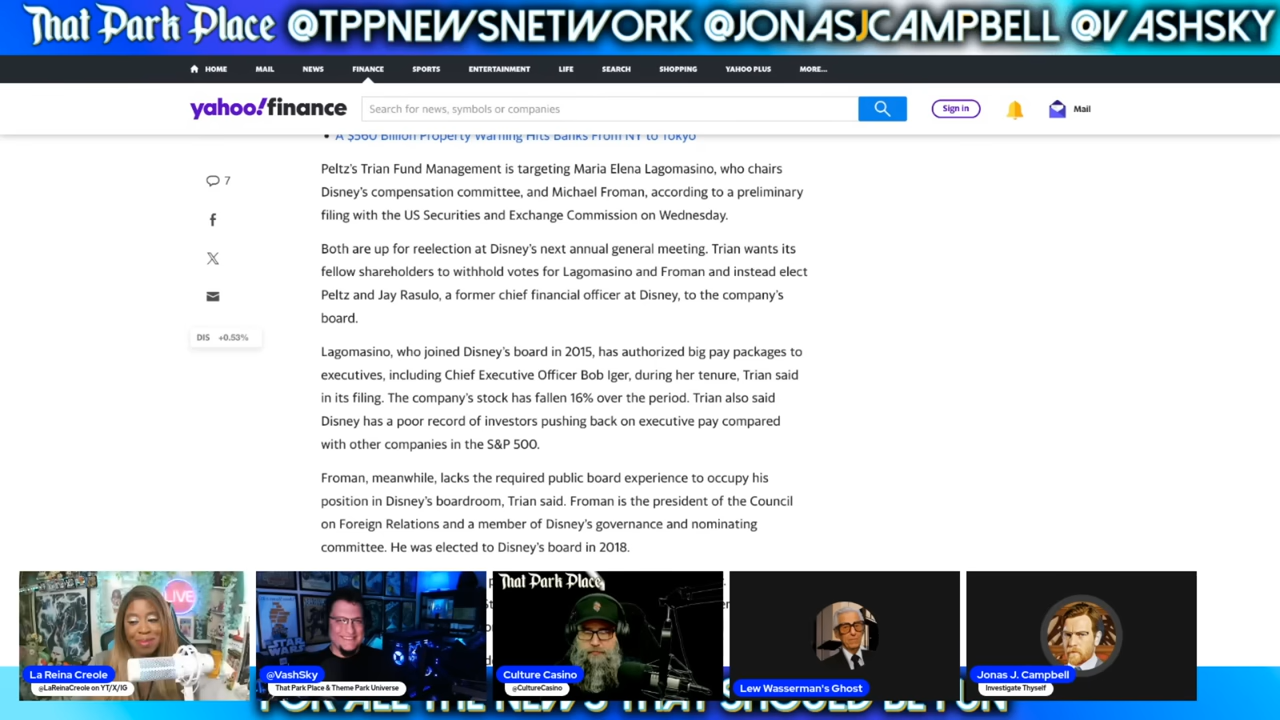 That Park Place @TPPNEWSNETWORK @JONASJCAMPBELL @VASHSKY
HOME MAIL NEWS FINANCE SPORTS ENTERTAINMENT LIFE SEARCH SHOPPING YAHOO PLUS MORE...
yahoo!finance Search for news, symbols or companies Sign in Mail
• A $560 Billion Property Warning Hits Banks From NY to Tokyo
7
DIS +0.53%
Peltz's Trian Fund Management is targeting Maria Elena Lagomasino, who chairs
Disney's compensation committee, and Michael Froman, according to a preliminary
filing with the US Securities and Exchange Commission on Wednesday.
Both are up for reelection at Disney's next annual general meeting. Trian wants its
fellow shareholders to withhold votes for Lagomasino and Froman and instead elect
Peltz and Jay Rasulo, a former chief financial officer at Disney, to the company's
board.
Lagomasino, who joined Disney's board in 2015, has authorized big pay packages to
executives, including Chief Executive Officer Bob Iger, during her tenure, Trian said
in its filing. The company's stock has fallen 16% over the period. Trian also said
Disney has a poor record of investors pushing back on executive pay compared
with other companies in the S&P 500.
Froman, meanwhile, lacks the required public board experience to occupy his
position in Disney's boardroom, Trian said. Froman is the president of the Council
on Foreign Relations and a member of Disney's governance and nominating
committee. He was elected to Disney's board in 2018.
LIVE
STAR
WARS
That Park Place
La Reina Creole
@LaReinaCreole on YT/X/IG
@VashSky
That Park Place & Theme Park Universe
Culture Casino
@CultureCasino
Lew Wasserman's Ghost
Jonas J. Campbell
Investigate Thyself
FOR ALL THE NEWS THAT SHOULD BE FUN